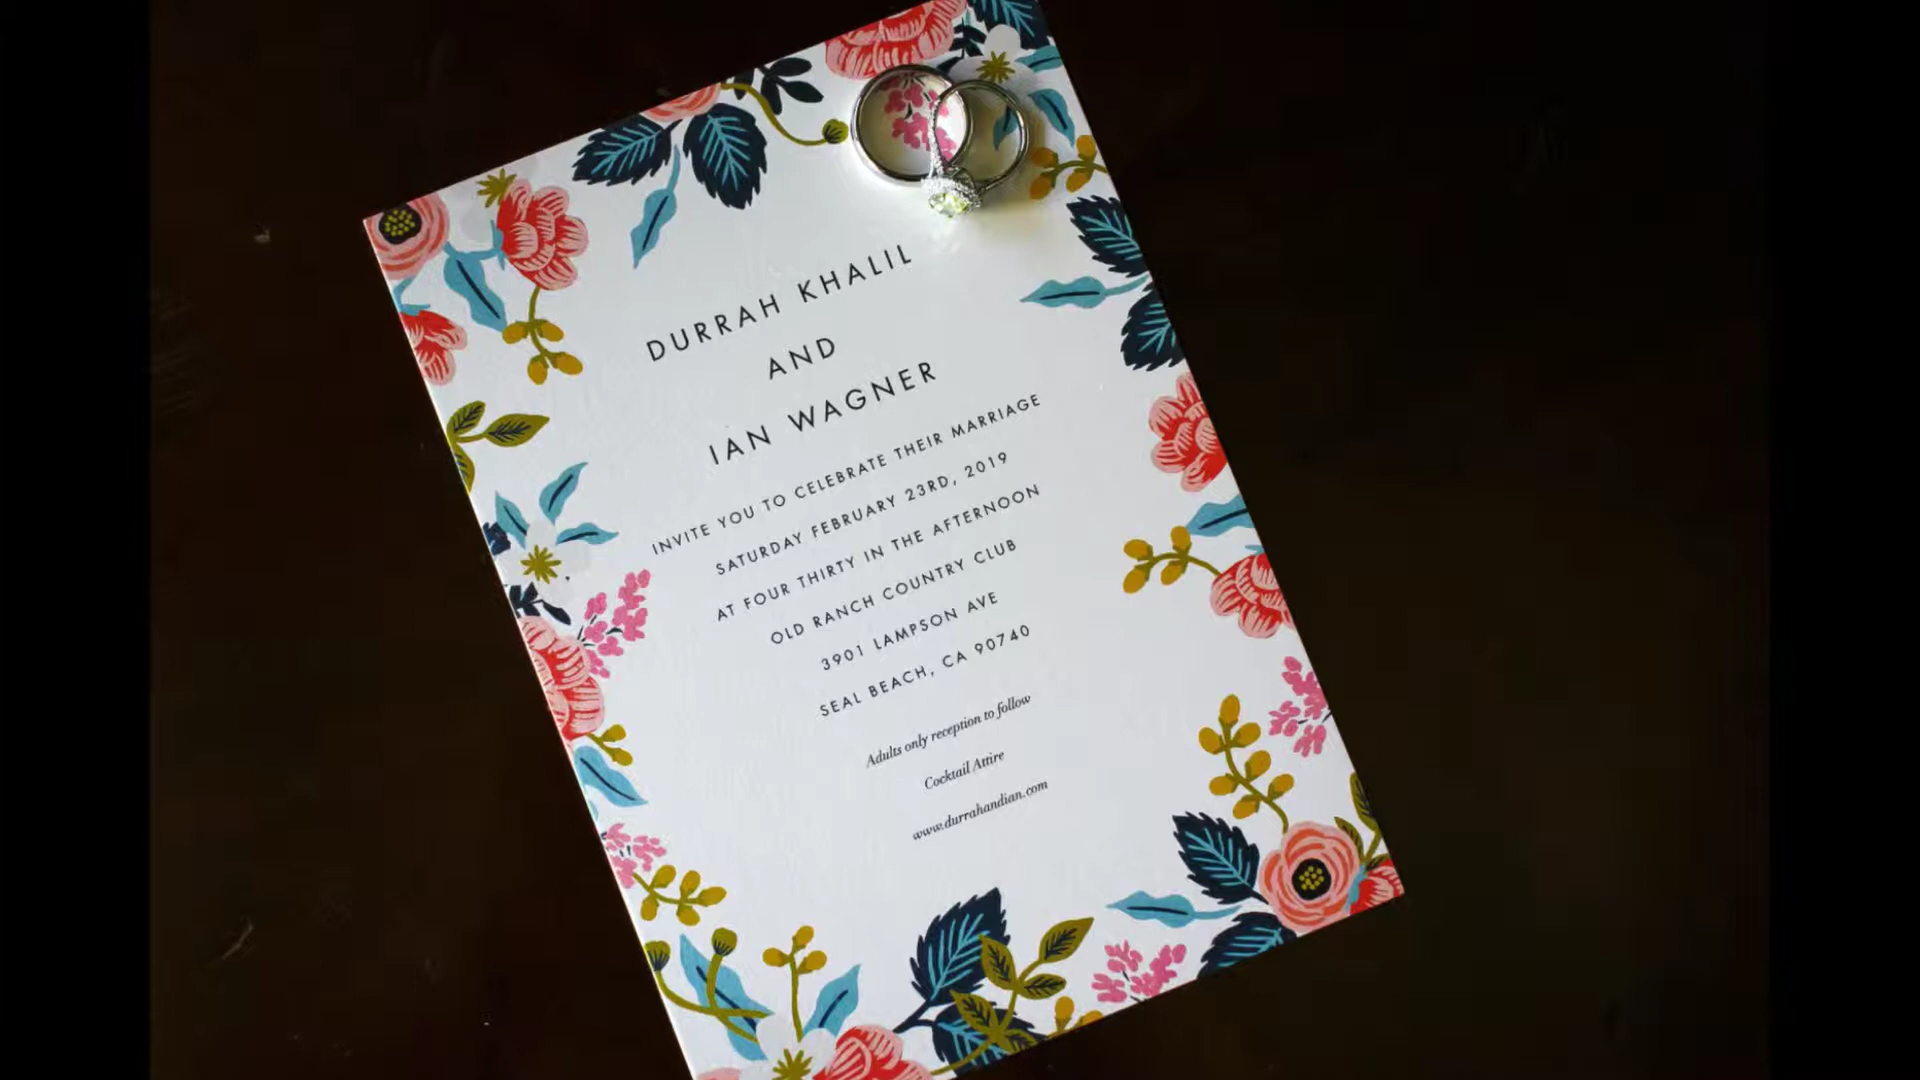 DURRAH KHALIL
AND
IAN WAGNER
INVITE YOU TO CELEBRATE THEIR MARRIAGE
SATURDAY FEBRUARY 23RD, 2019
AT FOUR THIRTY IN THE AFTERNOON
OLD RANCH COUNTRY CLUB
3901 LAMPSON AVE
SEAL BEACH, CA 90740
Adults only reception to follow
Cocktail Attire
www.durrahandian.com